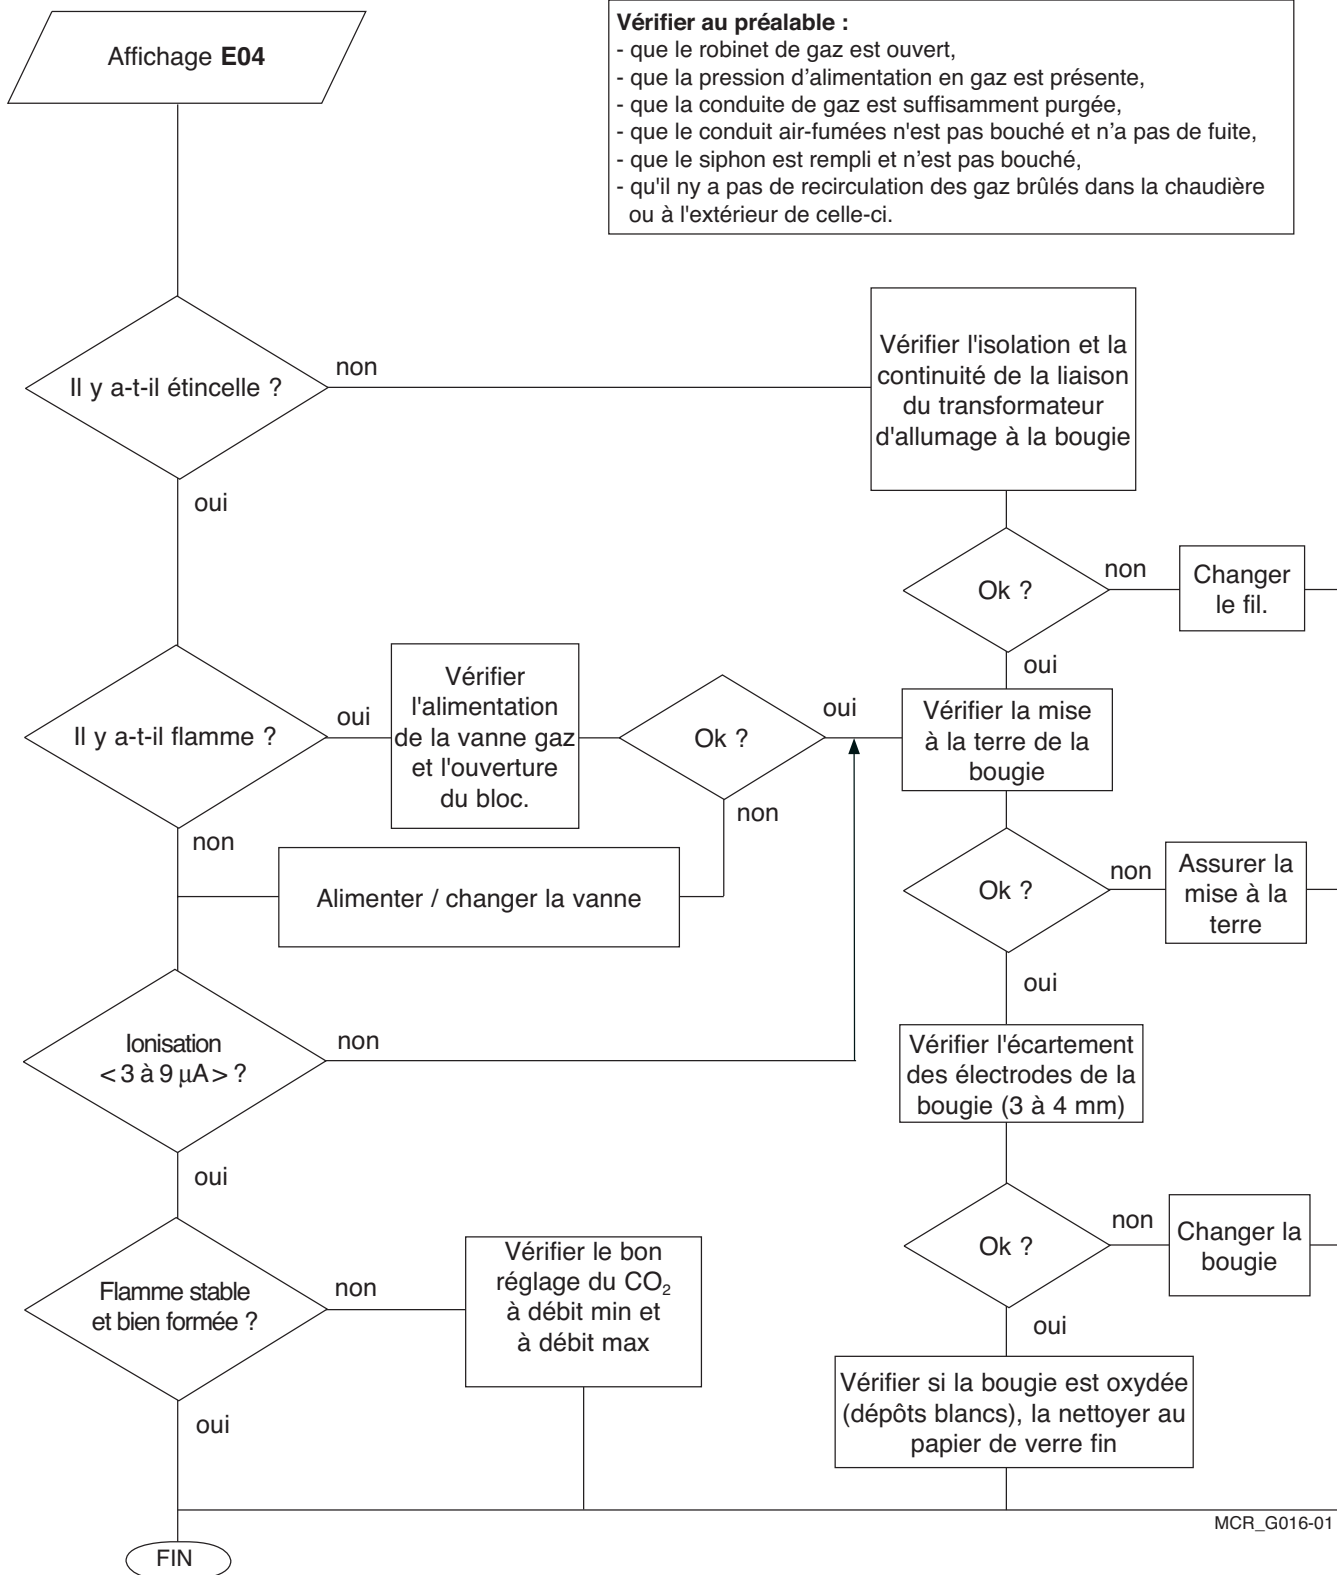 Affichage E04
Vérifier au préalable :
- que le robinet de gaz est ouvert,
- que la pression d'alimentation en gaz est présente,
- que la conduite de gaz est suffisamment purgée,
- que le conduit air-fumées n'est pas bouché et n'a pas de fuite,
- que le siphon est rempli et n'est pas bouché,
- qu'il ny a pas de recirculation des gaz brûlés dans la chaudière
ou à l'extérieur de celle-ci.
Il y a-t-il étincelle ?
non
oui
Vérifier l'isolation et la
continuité de la liaison
du transformateur
d'allumage à la bougie
Ok ?
non
Changer
le fil.
oui
Il y a-t-il flamme ?
oui
non
Vérifier
l'alimentation
de la vanne gaz
et l'ouverture
du bloc.
Ok ?
oui
non
Alimenter / changer la vanne
Vérifier la mise
à la terre de la
bougie
Ok ?
non
Assurer la
mise à la
terre
oui
Ionisation
< 3 à 9 µA > ?
non
oui
Vérifier l'écartement
des électrodes de la
bougie (3 à 4 mm)
Ok ?
non
Changer la
bougie
oui
Flamme stable
et bien formée ?
non
oui
Vérifier le bon
réglage du CO₂
à débit min et
à débit max
Vérifier si la bougie est oxydée
(dépôts blancs), la nettoyer au
papier de verre fin
MCR_G016-01
FIN